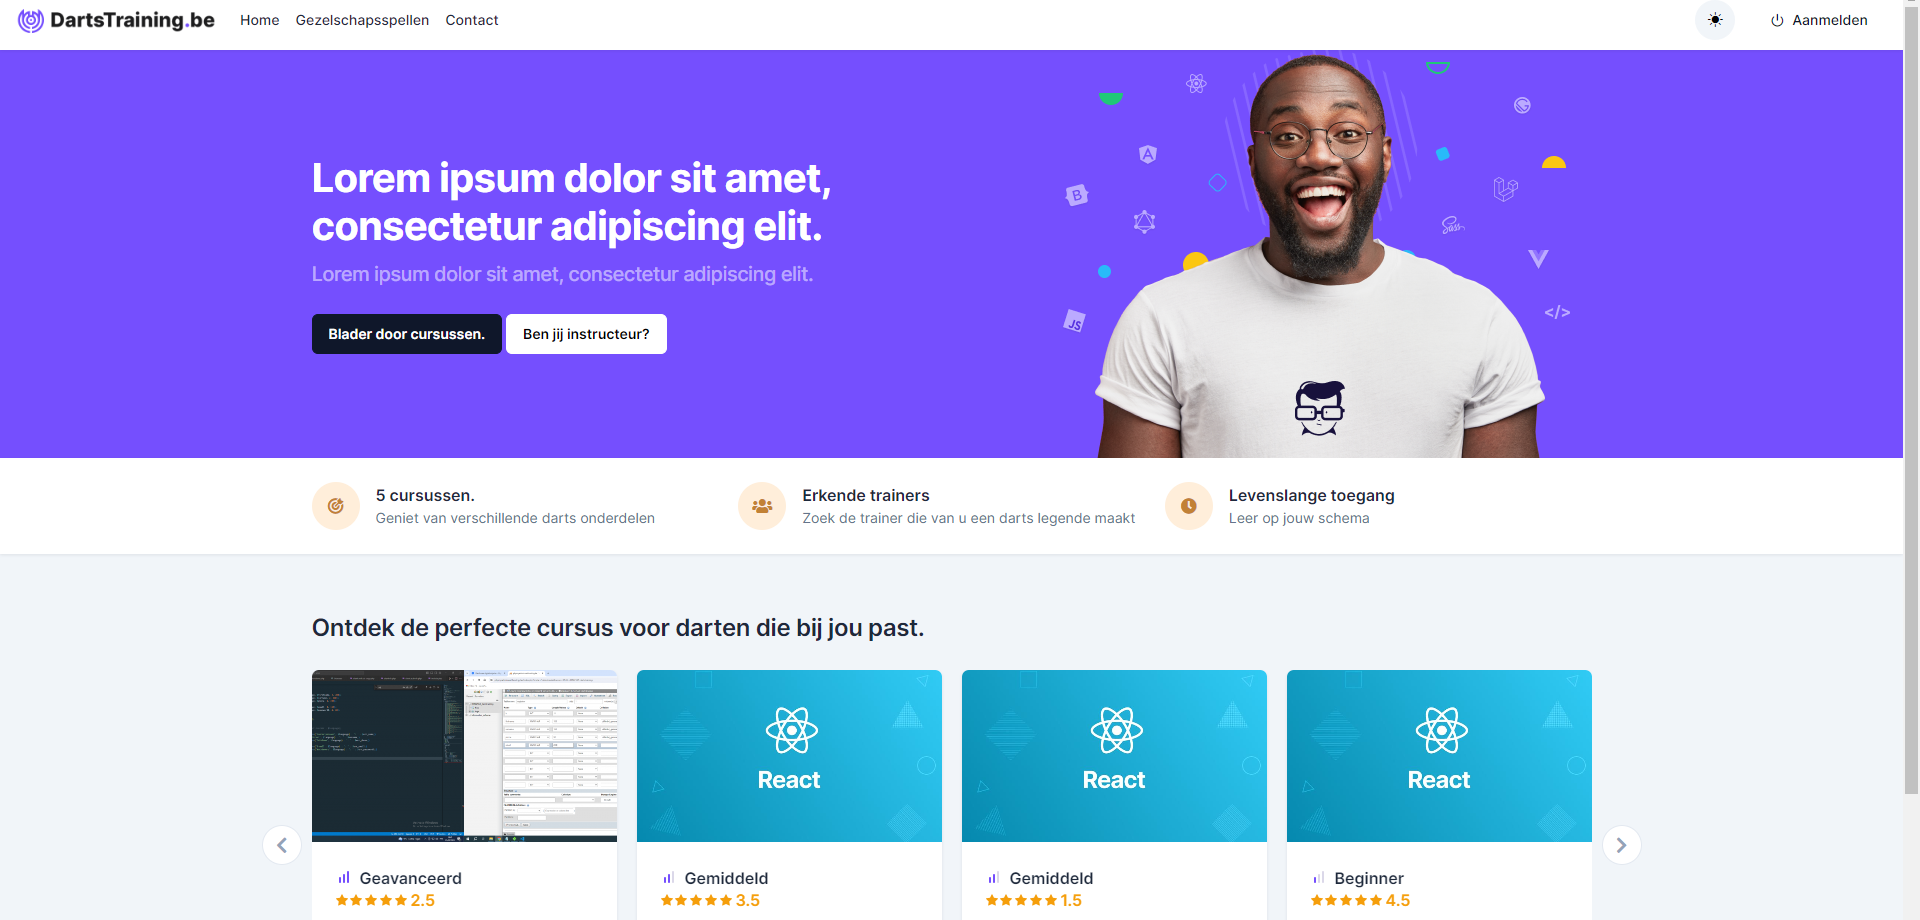 DartsTraining.be
Home Gezelschapsspellen Contact
Aanmelden
Lorem ipsum dolor sit amet,
consectetur adipiscing elit.
Lorem ipsum dolor sit amet, consectetur adipiscing elit.
Blader door cursussen. Ben jij instructeur?
A
B
Sass
JS
</>
5 cursussen.
Geniet van verschillende darts onderdelen
Erkende trainers
Zoek de trainer die van u een darts legende maakt
Levenslange toegang
Leer op jouw schema
Ontdek de perfecte cursus voor darten die bij jou past.
React
React
React
Geavanceerd
2.5
Gemiddeld
3.5
Gemiddeld
1.5
Beginner
4.5